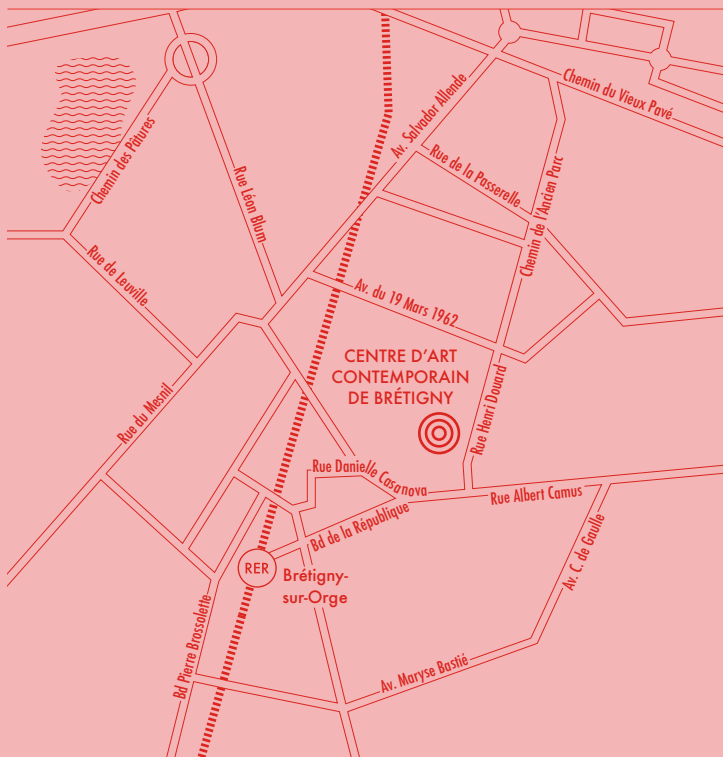 Chemin du Vieux Pavé
Av. Salvador Allende
Rue de la Passerelle
Chemin des Pâtures
Rue Léon Blum
Chemin de l'Ancien Parc
Rue de Leuville
Av. du 19 Mars 1962
CENTRE D'ART
CONTEMPORAIN
DE BRÉTIGNY
Rue du Mesnil
Rue Henri Douard
Rue Danielle Casanova
Rue Albert Camus
Bd de la République
Av. C. de Gaulle
RER
Brétigny-
sur-Orge
Bd Pierre Brossolette
Av. Maryse Bastié